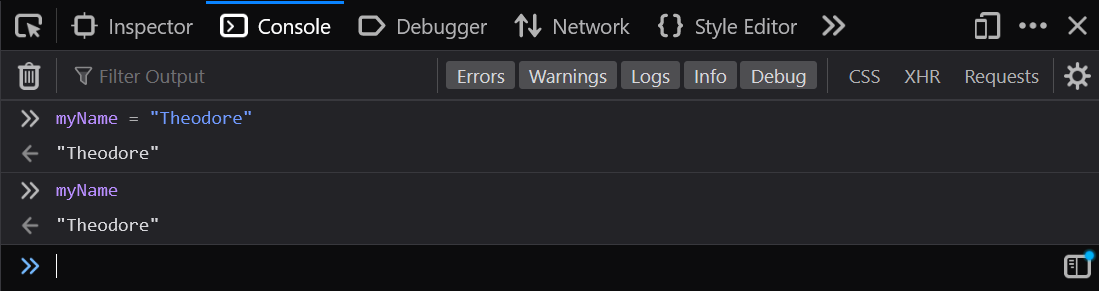 Inspector Console Debugger Network Style Editor
Filter Output Errors Warnings Logs Info Debug CSS XHR Requests
myName = "Theodore"
"Theodore"
myName
"Theodore"